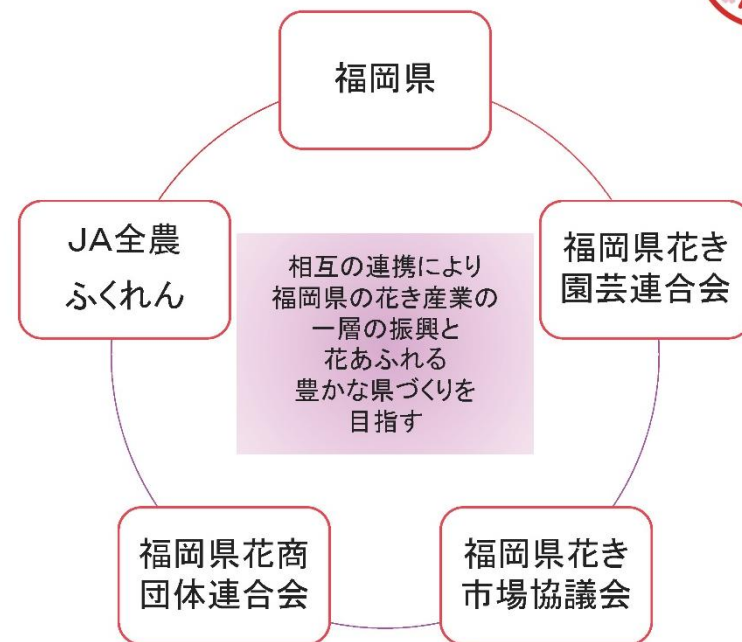 福岡県
JA全農
ふくれん
福岡県花き
園芸連合会
相互の連携により
福岡県の花き産業の
一層の振興と
花あふれる
豊かな県づくりを
目指す
福岡県花商
団体連合会
福岡県花き
市場協議会